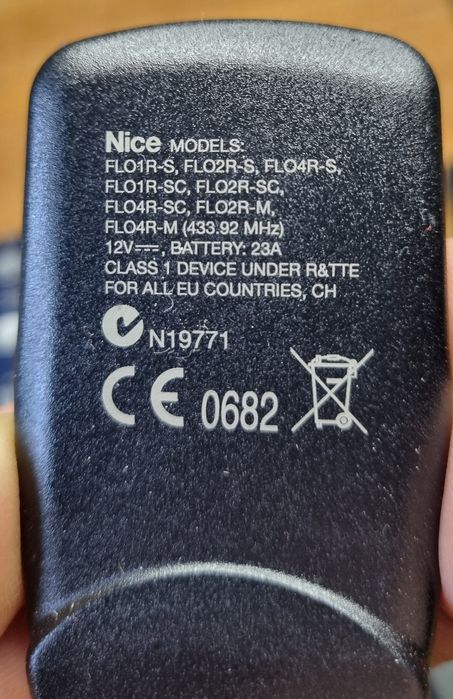 Nice MODELS:
FLO1R-S, FLO2R-S, FLO4R-S,
FLO1R-SC, FLO2R-SC,
FLO4R-SC, FLO2R-M,
FLO4R-M (433.92 MHz)
12V⎓, BATTERY: 23A
CLASS 1 DEVICE UNDER R&TTE
FOR ALL EU COUNTRIES, CH
N19771
CE 0682